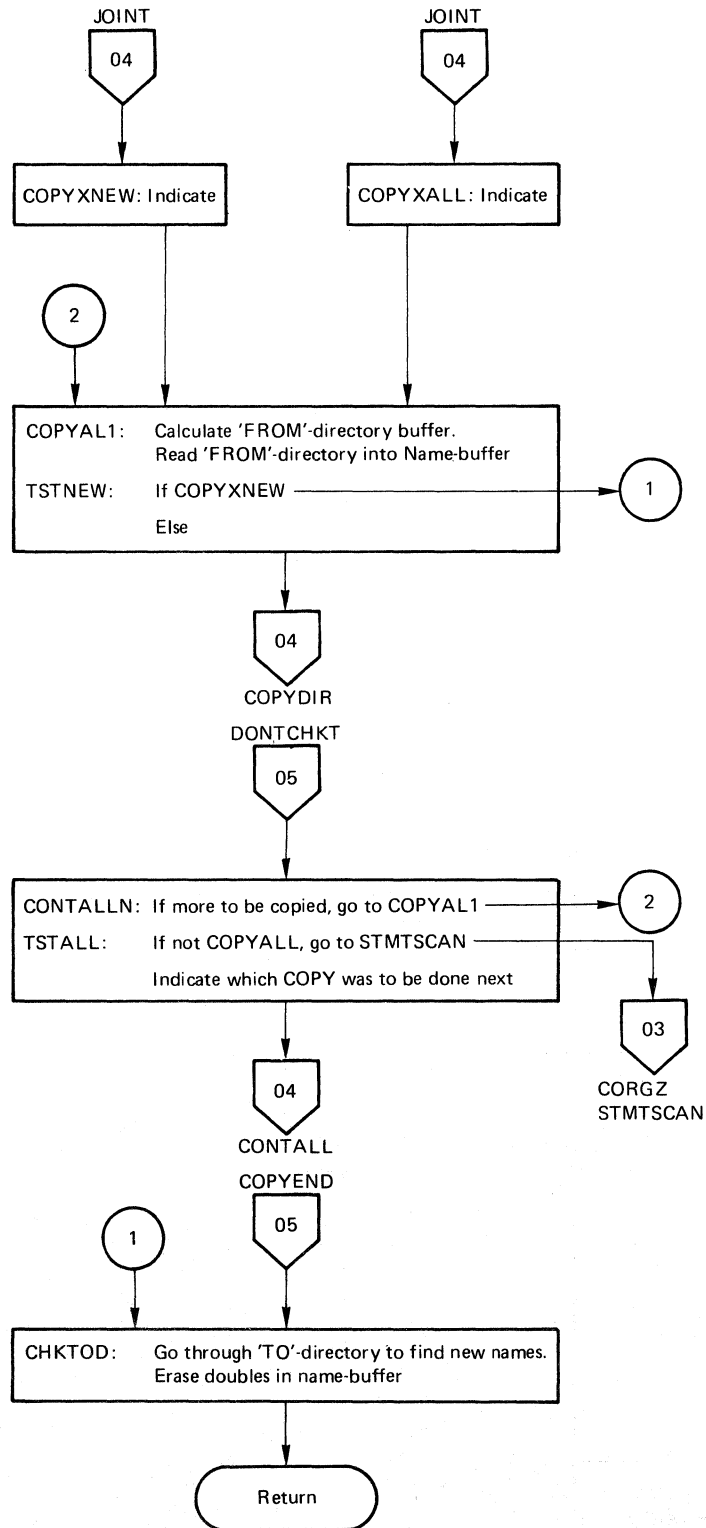 JOINT
JOINT
04
04
COPYXNEW: Indicate
COPYXALL: Indicate
2
COPYAL1: Calculate 'FROM'-directory buffer.
Read 'FROM'-directory into Name-buffer
TSTNEW: If COPYXNEW
1
Else
04
COPYDIR
DONTCHKT
05
CONTALLN: If more to be copied, go to COPYAL1
2
TSTALL: If not COPYALL, go to STMTSCAN
Indicate which COPY was to be done next
03
CORGZ
STMTSCAN
04
CONTALL
COPYEND
05
1
CHKTOD: Go through 'TO'-directory to find new names.
Erase doubles in name-buffer
Return